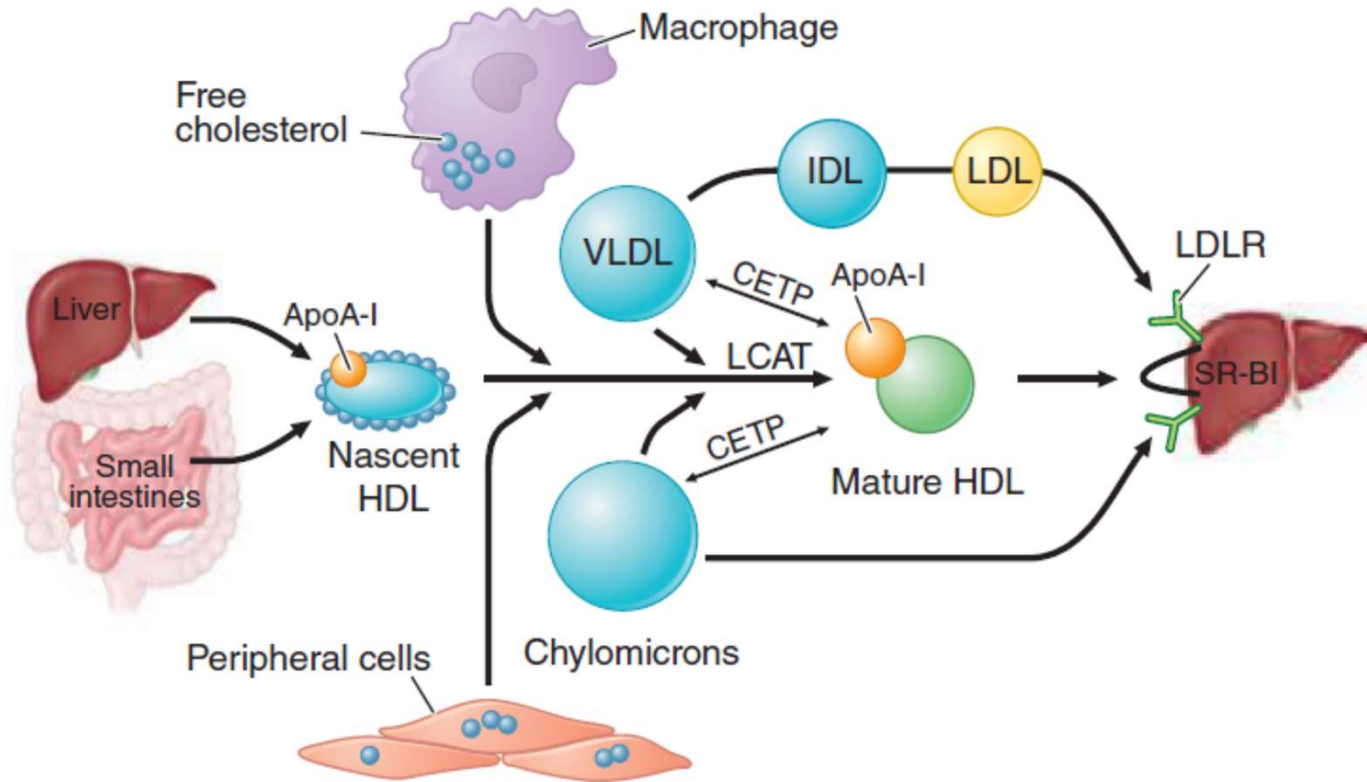 Macrophage
Free
cholesterol
IDL
LDL
VLDL
LDLR
CETP
ApoA-I
Liver
ApoA-I
LCAT
SR-BI
Nascent
HDL
CETP
Mature HDL
Small
intestines
Peripheral cells
Chylomicrons